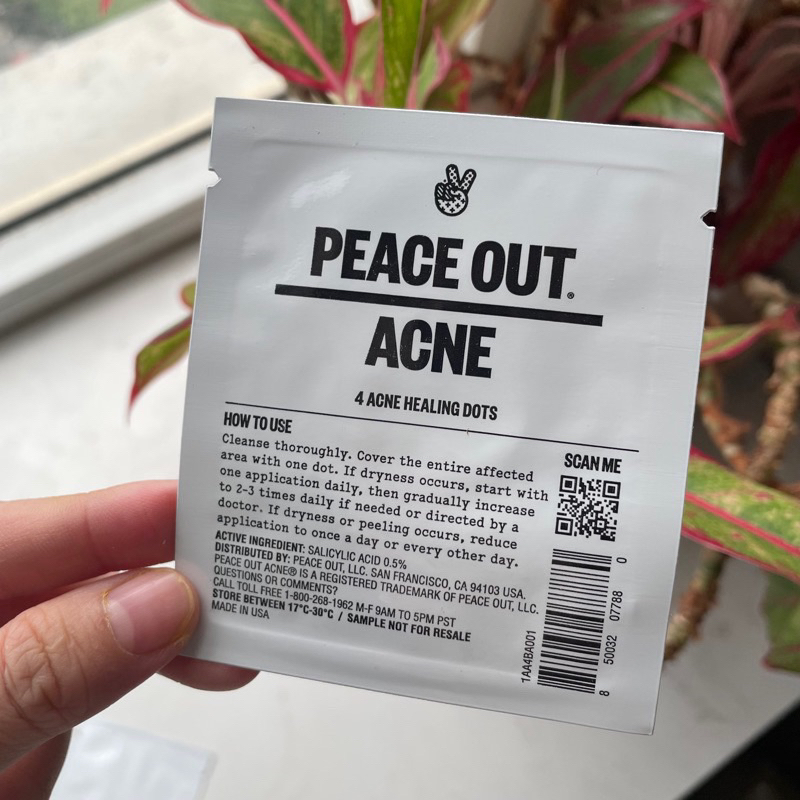 PEACE OUT®
ACNE
4 ACNE HEALING DOTS
HOW TO USE
Cleanse thoroughly. Cover the entire affected
area with one dot. If dryness occurs, start with
one application daily, then gradually increase
to 2-3 times daily if needed or directed by a
doctor. If dryness or peeling occurs, reduce
application to once a day or every other day.
ACTIVE INGREDIENT: SALICYLIC ACID 0.5%
DISTRIBUTED BY: PEACE OUT, LLC. SAN FRANCISCO, CA 94103 USA.
PEACE OUT ACNE® IS A REGISTERED TRADEMARK OF PEACE OUT, LLC.
QUESTIONS OR COMMENTS?
CALL TOLL FREE 1-800-268-1962 M-F 9AM TO 5PM PST
STORE BETWEEN 17°C-30°C / SAMPLE NOT FOR RESALE
MADE IN USA
SCAN ME
1AA4BA001
8 50032 07788 0